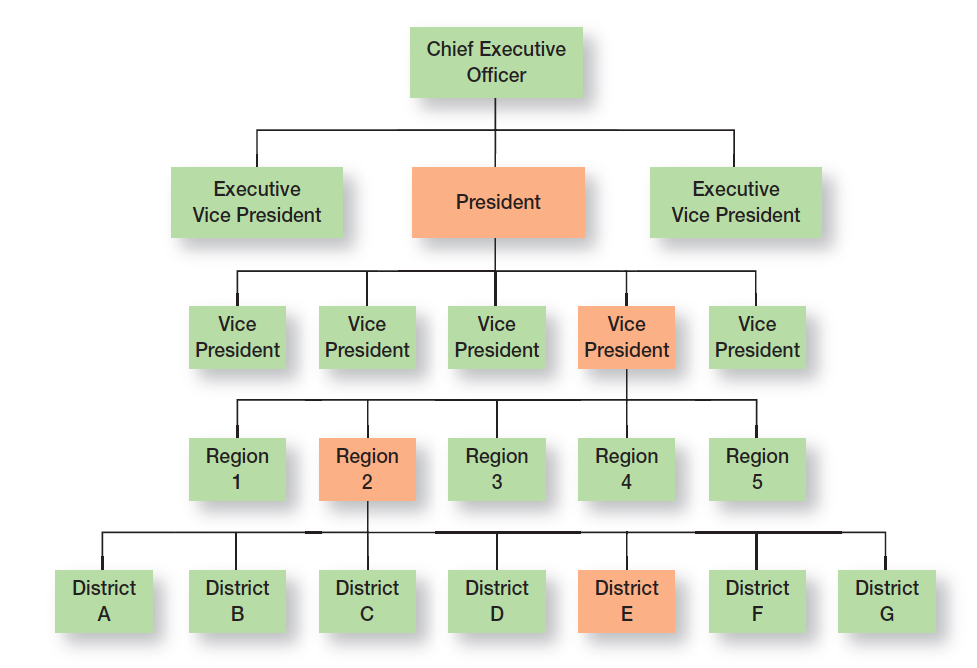 Chief Executive
Officer
Executive
Vice President
President
Executive
Vice President
Vice
President
Vice
President
Vice
President
Vice
President
Vice
President
Region
1
Region
2
Region
3
Region
4
Region
5
District
A
District
B
District
C
District
D
District
E
District
F
District
G